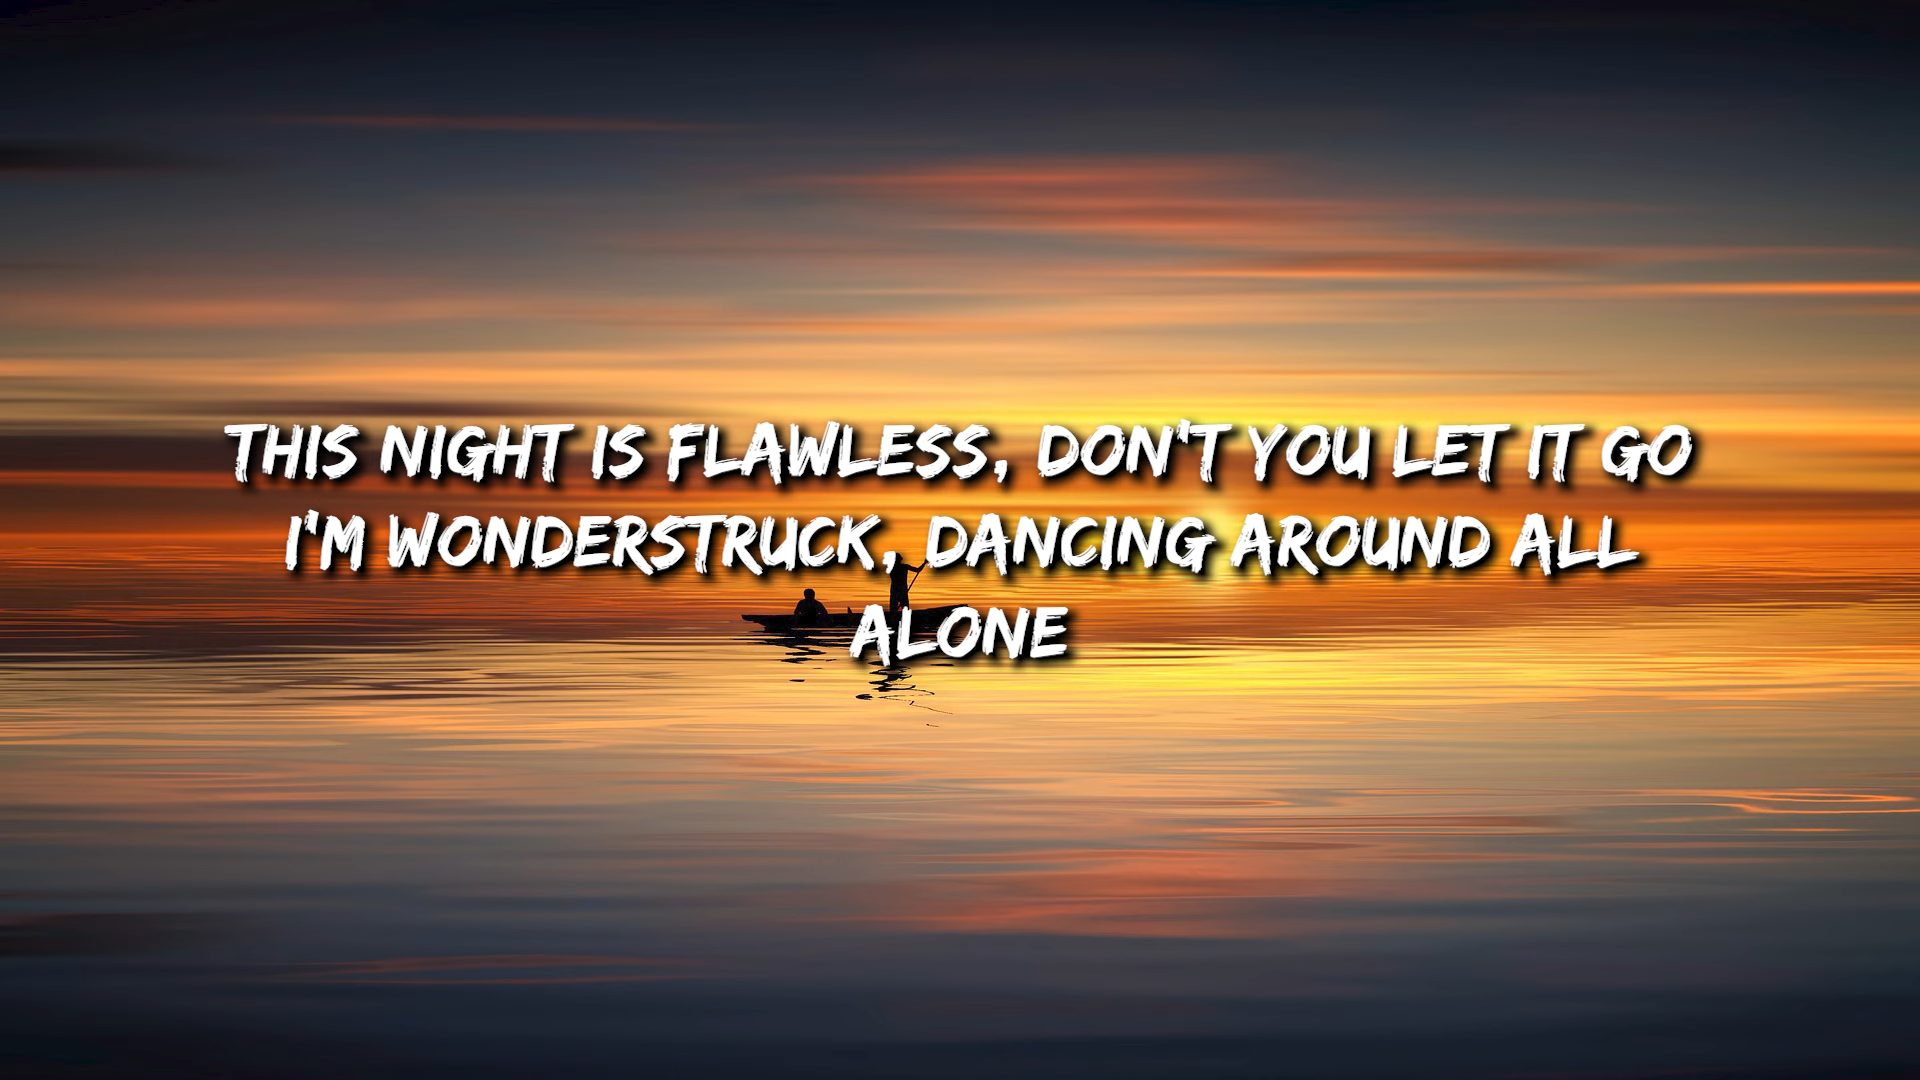 THIS NIGHT IS FLAWLESS, DON'T YOU LET IT GO
I'M WONDERSTRUCK, DANCING AROUND ALL
ALONE